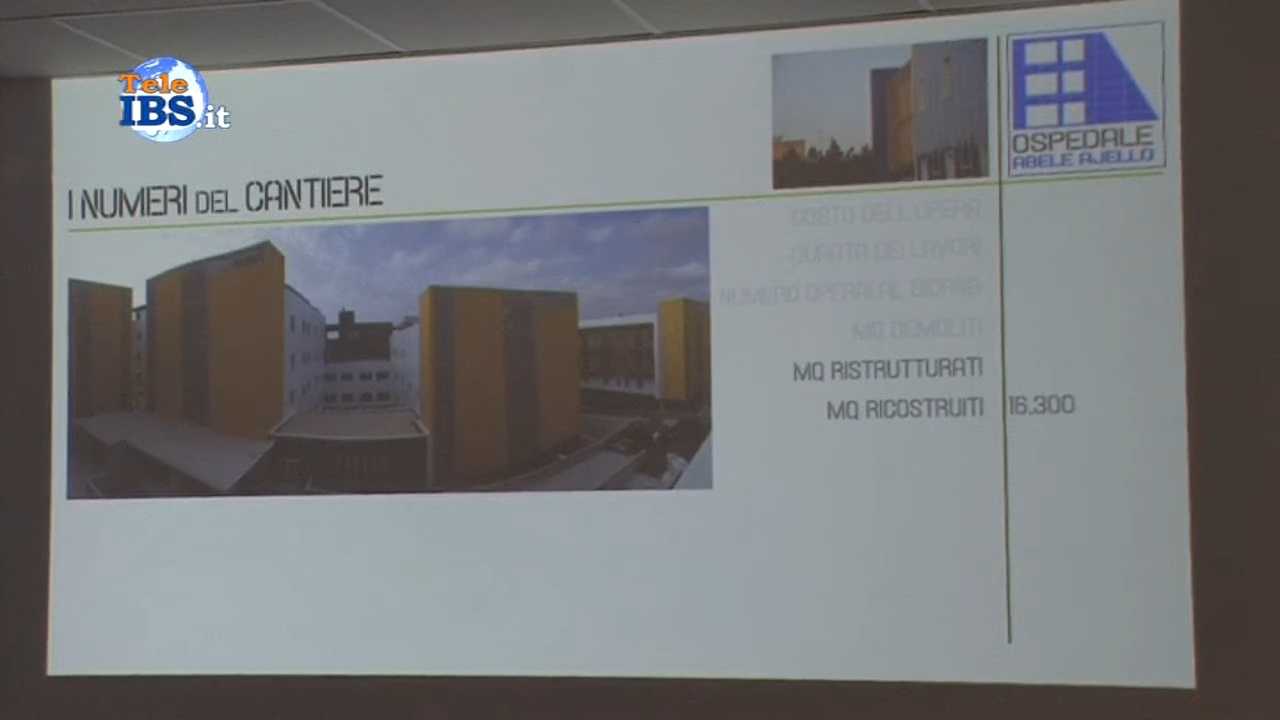 Tele
IBS.it
OSPEDALE
ABELE AJELLO
I NUMERI DEL CANTIERE
COSTO DELL'OPERA
DURATA DEI LAVORI
NUMERO OPERAI AL GIORNO
MQ DEMOLITI
MQ RISTRUTTURATI
MQ RICOSTRUITI 16.300